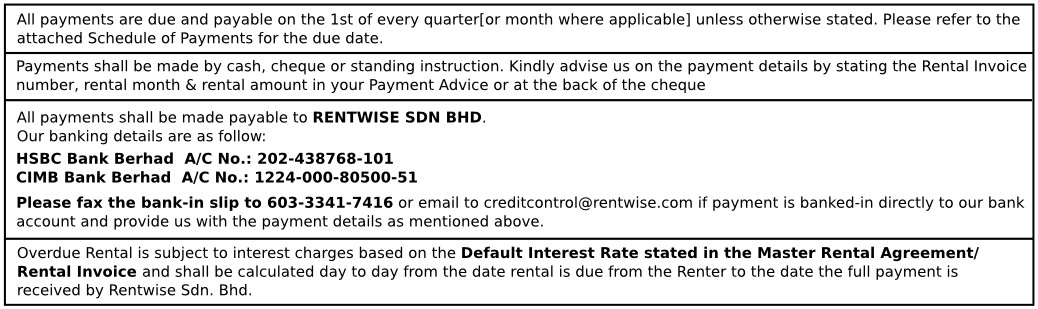 All payments are due and payable on the 1st of every quarter[or month where applicable] unless otherwise stated. Please refer to the
attached Schedule of Payments for the due date.
Payments shall be made by cash, cheque or standing instruction. Kindly advise us on the payment details by stating the Rental Invoice
number, rental month & rental amount in your Payment Advice or at the back of the cheque
All payments shall be made payable to RENTWISE SDN BHD.
Our banking details are as follow:
HSBC Bank Berhad  A/C No.: 202-438768-101
CIMB Bank Berhad  A/C No.: 1224-000-80500-51
Please fax the bank-in slip to 603-3341-7416 or email to creditcontrol@rentwise.com if payment is banked-in directly to our bank
account and provide us with the payment details as mentioned above.
Overdue Rental is subject to interest charges based on the Default Interest Rate stated in the Master Rental Agreement/
Rental Invoice and shall be calculated day to day from the date rental is due from the Renter to the date the full payment is
received by Rentwise Sdn. Bhd.